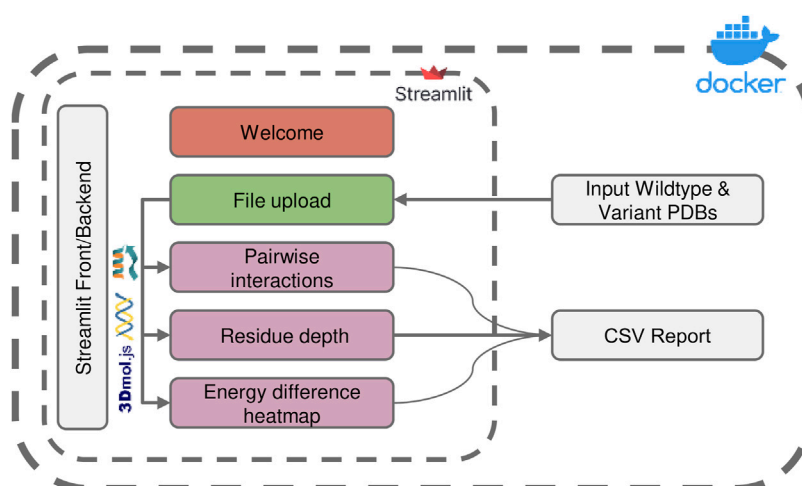 docker
Streamlit
Streamlit Front/Backend
Welcome
File upload
Input Wildtype &
Variant PDBs
Pairwise
interactions
Residue depth
CSV Report
Energy difference
heatmap
3Dmol.js